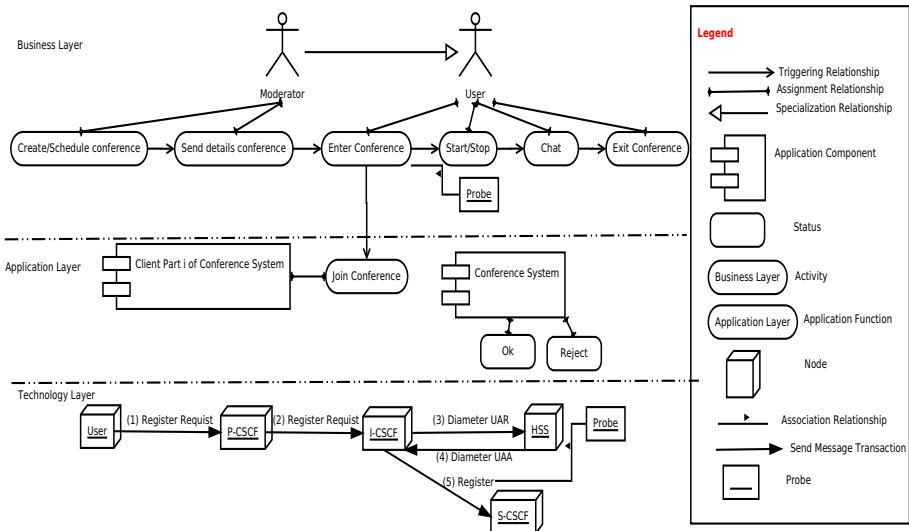 Business Layer
Moderator
User
Create/Schedule conference
Send details conference
Enter Conference
Start/Stop
Chat
Exit Conference
Probe
Application Layer
Client Part i of Conference System
Join Conference
Conference System
Ok
Reject
Technology Layer
User
(1) Register Requist
P-CSCF
(2) Register Requist
I-CSCF
(3) Diameter UAR
HSS
Probe
(4) Diameter UAA
(5) Register
S-CSCF
Legend
Triggering Relationship
Assignment Relationship
Specialization Relationship
Application Component
Status
Business Layer
Activity
Application Layer
Application Function
Node
Association Relationship
Send Message Transaction
Probe